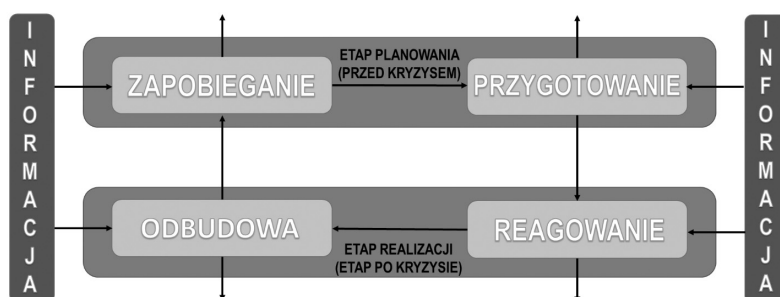 INFORMACJA
ETAP PLANOWANIA
(PRZED KRYZYSEM)
ZAPOBIEGANIE
PRZYGOTOWANIE
ODBUDOWA
REAGOWANIE
ETAP REALIZACJI
(ETAP PO KRYZYSIE)
INFORMACJA